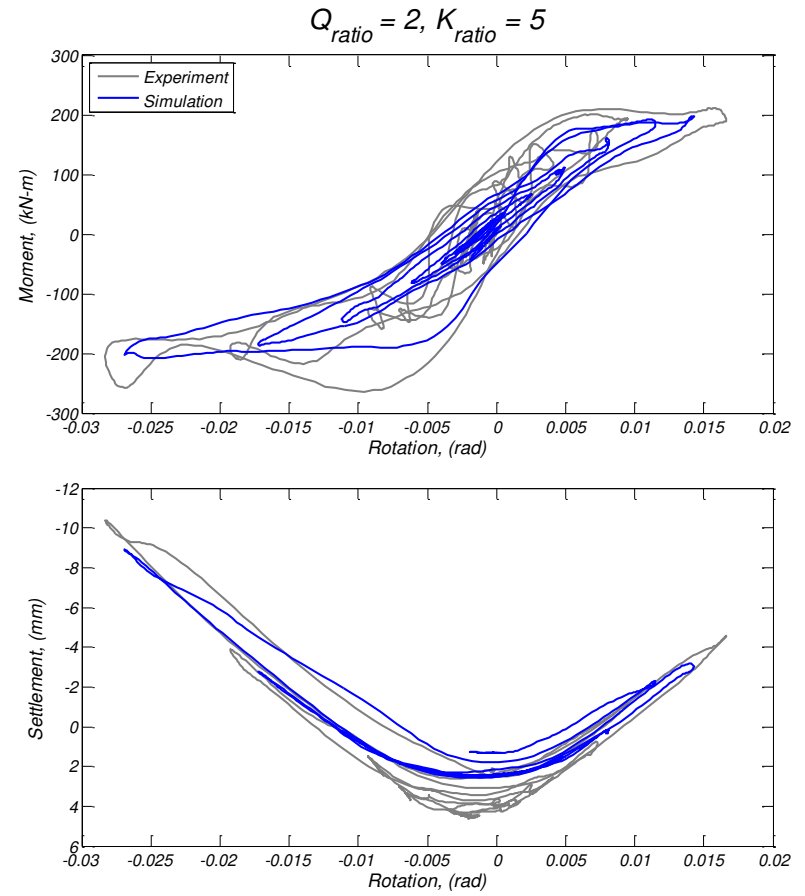 Q_ratio = 2, K_ratio = 5
300
200
100
0
-100
-200
-300
Moment, (kN-m)
Experiment
Simulation
-0.03 -0.025 -0.02 -0.015 -0.01 -0.005 0 0.005 0.01 0.015 0.02
Rotation, (rad)
-12
-10
-8
-6
-4
-2
0
2
4
6
Settlement, (mm)
-0.03 -0.025 -0.02 -0.015 -0.01 -0.005 0 0.005 0.01 0.015 0.02
Rotation, (rad)